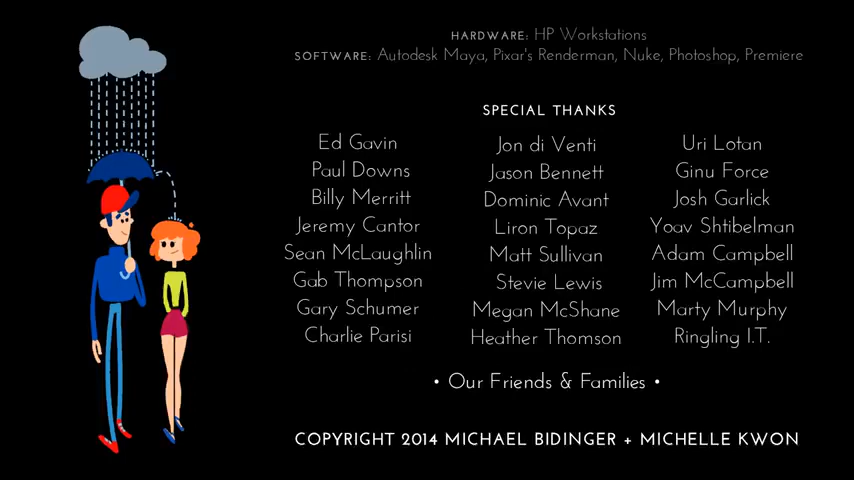 HARDWARE: HP Workstations
SOFTWARE: Autodesk Maya, Pixar's Renderman, Nuke, Photoshop, Premiere
SPECIAL THANKS
Ed Gavin
Paul Downs
Billy Merritt
Jeremy Cantor
Sean McLaughlin
Gab Thompson
Gary Schumer
Charlie Parisi
Jon di Venti
Jason Bennett
Dominic Avant
Liron Topaz
Matt Sullivan
Stevie Lewis
Megan McShane
Heather Thomson
Uri Lotan
Ginu Force
Josh Garlick
Yoav Shtibelman
Adam Campbell
Jim McCampbell
Marty Murphy
Ringling I.T.
• Our Friends & Families •
COPYRIGHT 2014 MICHAEL BIDINGER + MICHELLE KWON